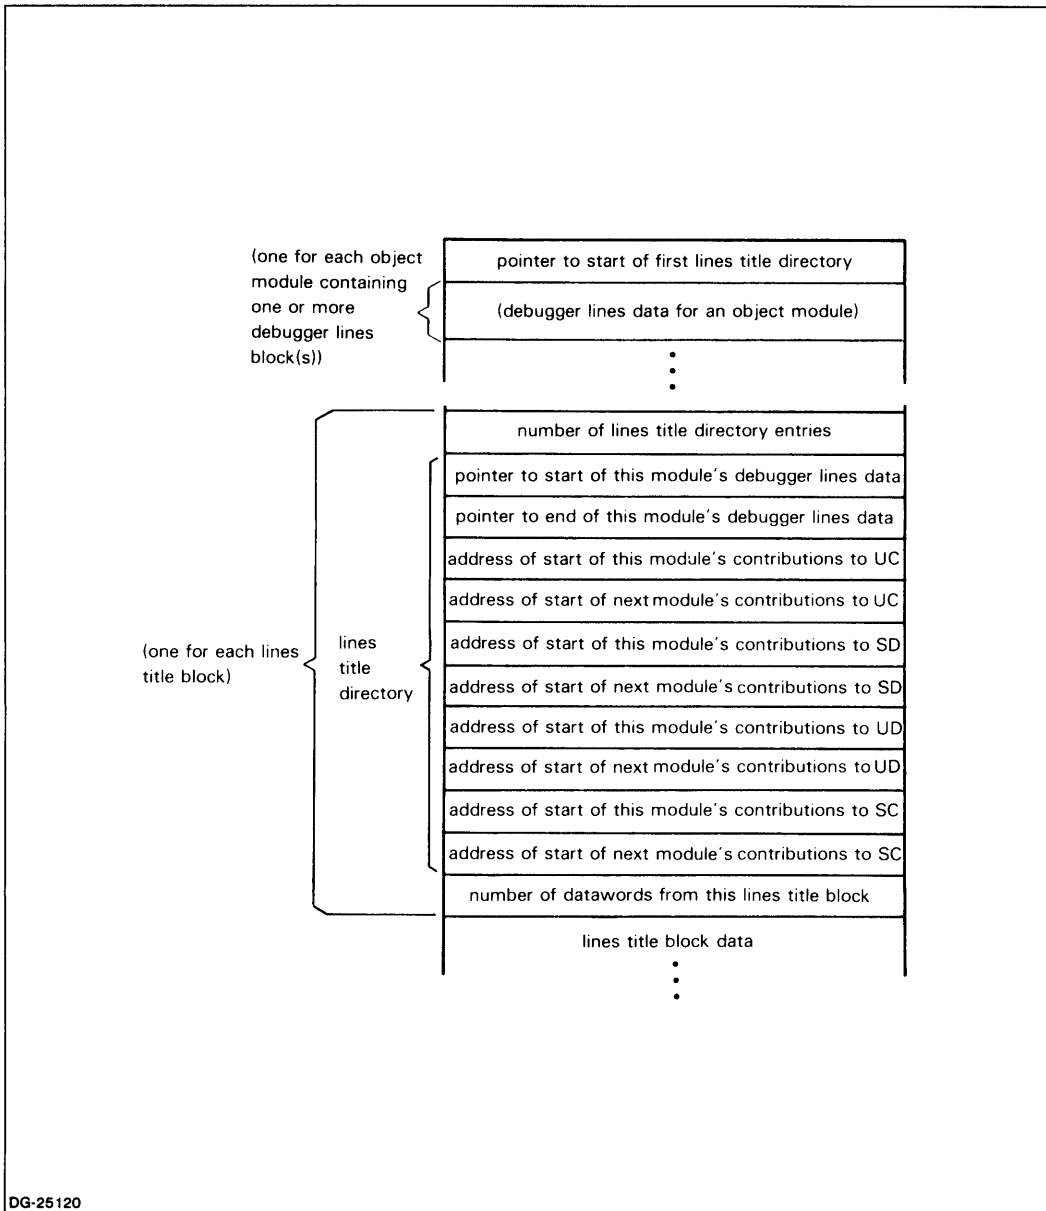 (one for each object
module containing
one or more
debugger lines
block(s))
pointer to start of first lines title directory
(debugger lines data for an object module)
number of lines title directory entries
pointer to start of this module's debugger lines data
pointer to end of this module's debugger lines data
address of start of this module's contributions to UC
address of start of next module's contributions to UC
address of start of this module's contributions to SD
address of start of next module's contributions to SD
address of start of this module's contributions to UD
address of start of next module's contributions to UD
address of start of this module's contributions to SC
address of start of next module's contributions to SC
number of datawords from this lines title block
lines title block data
(one for each lines
title block)
lines
title
directory
DG-25120